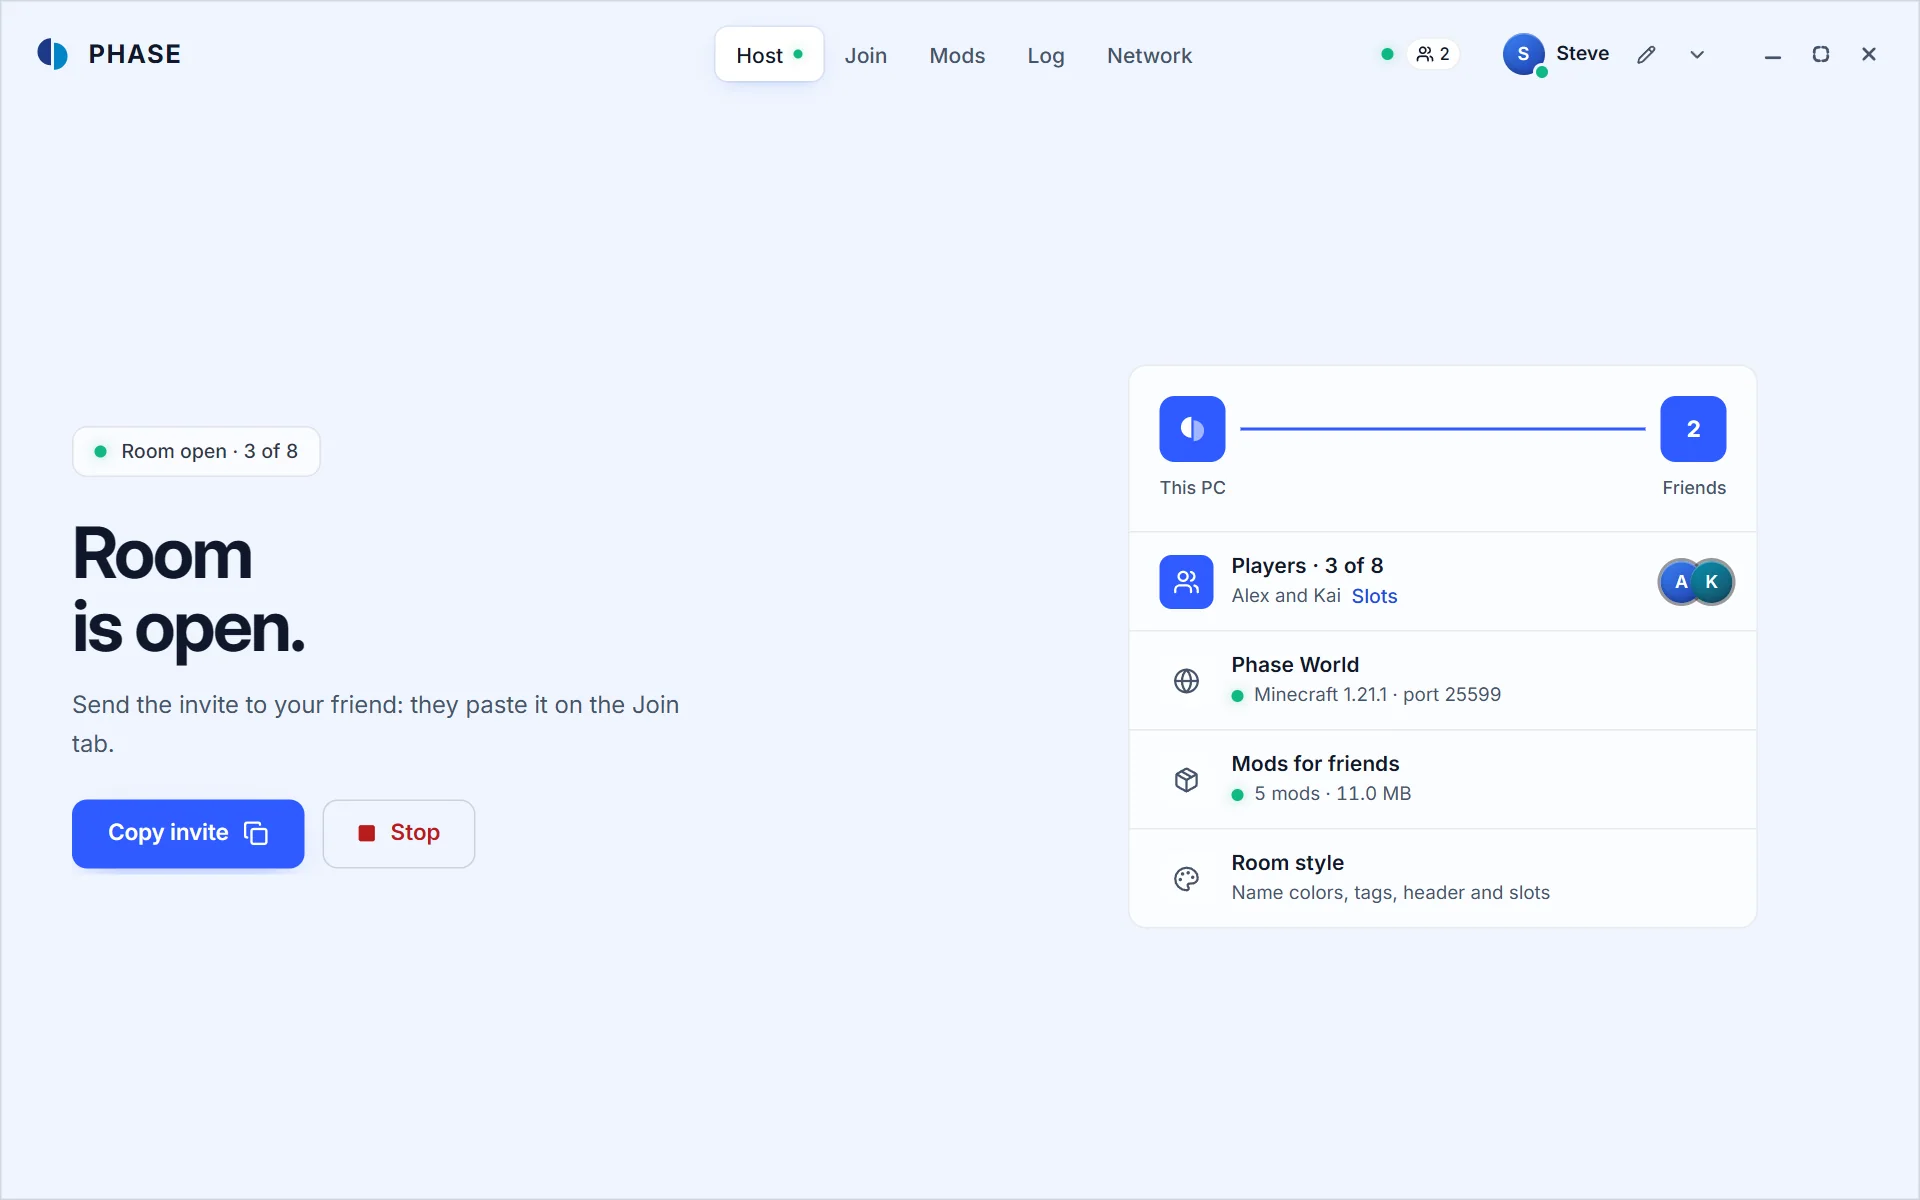 PHASE
Host
Join
Mods
Log
Network
2
S
Steve
Room open · 3 of 8
Room
is open.
Send the invite to your friend: they paste it on the Join
tab.
Copy invite
Stop
2
This PC
Friends
Players · 3 of 8
Alex and Kai Slots
A K
Phase World
Minecraft 1.21.1 · port 25599
Mods for friends
5 mods · 11.0 MB
Room style
Name colors, tags, header and slots